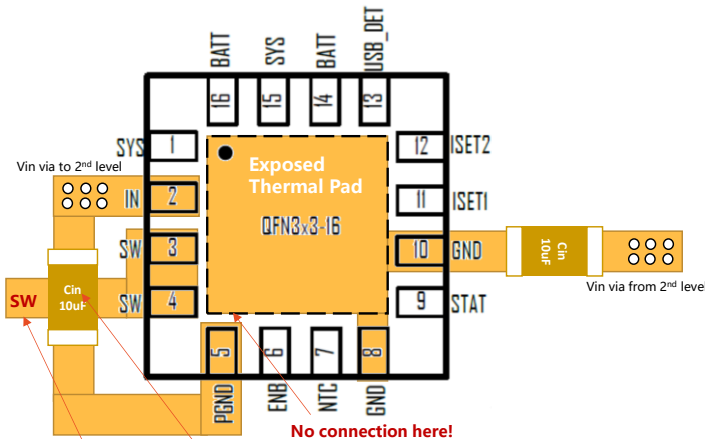 BATT
SYS
BATT
USB_DET
16
15
14
13
SYS
1
12
ISET2
Vin via to 2nd level
Exposed
Thermal Pad
IN
2
11
ISET1
QFN3x3-16
SW
3
10
GND
Cin
10uF
SW
Cin
10uF
SW
4
9
STAT
Vin via from 2nd level
5
6
7
8
PGND
ENB
NTC
GND
No connection here!